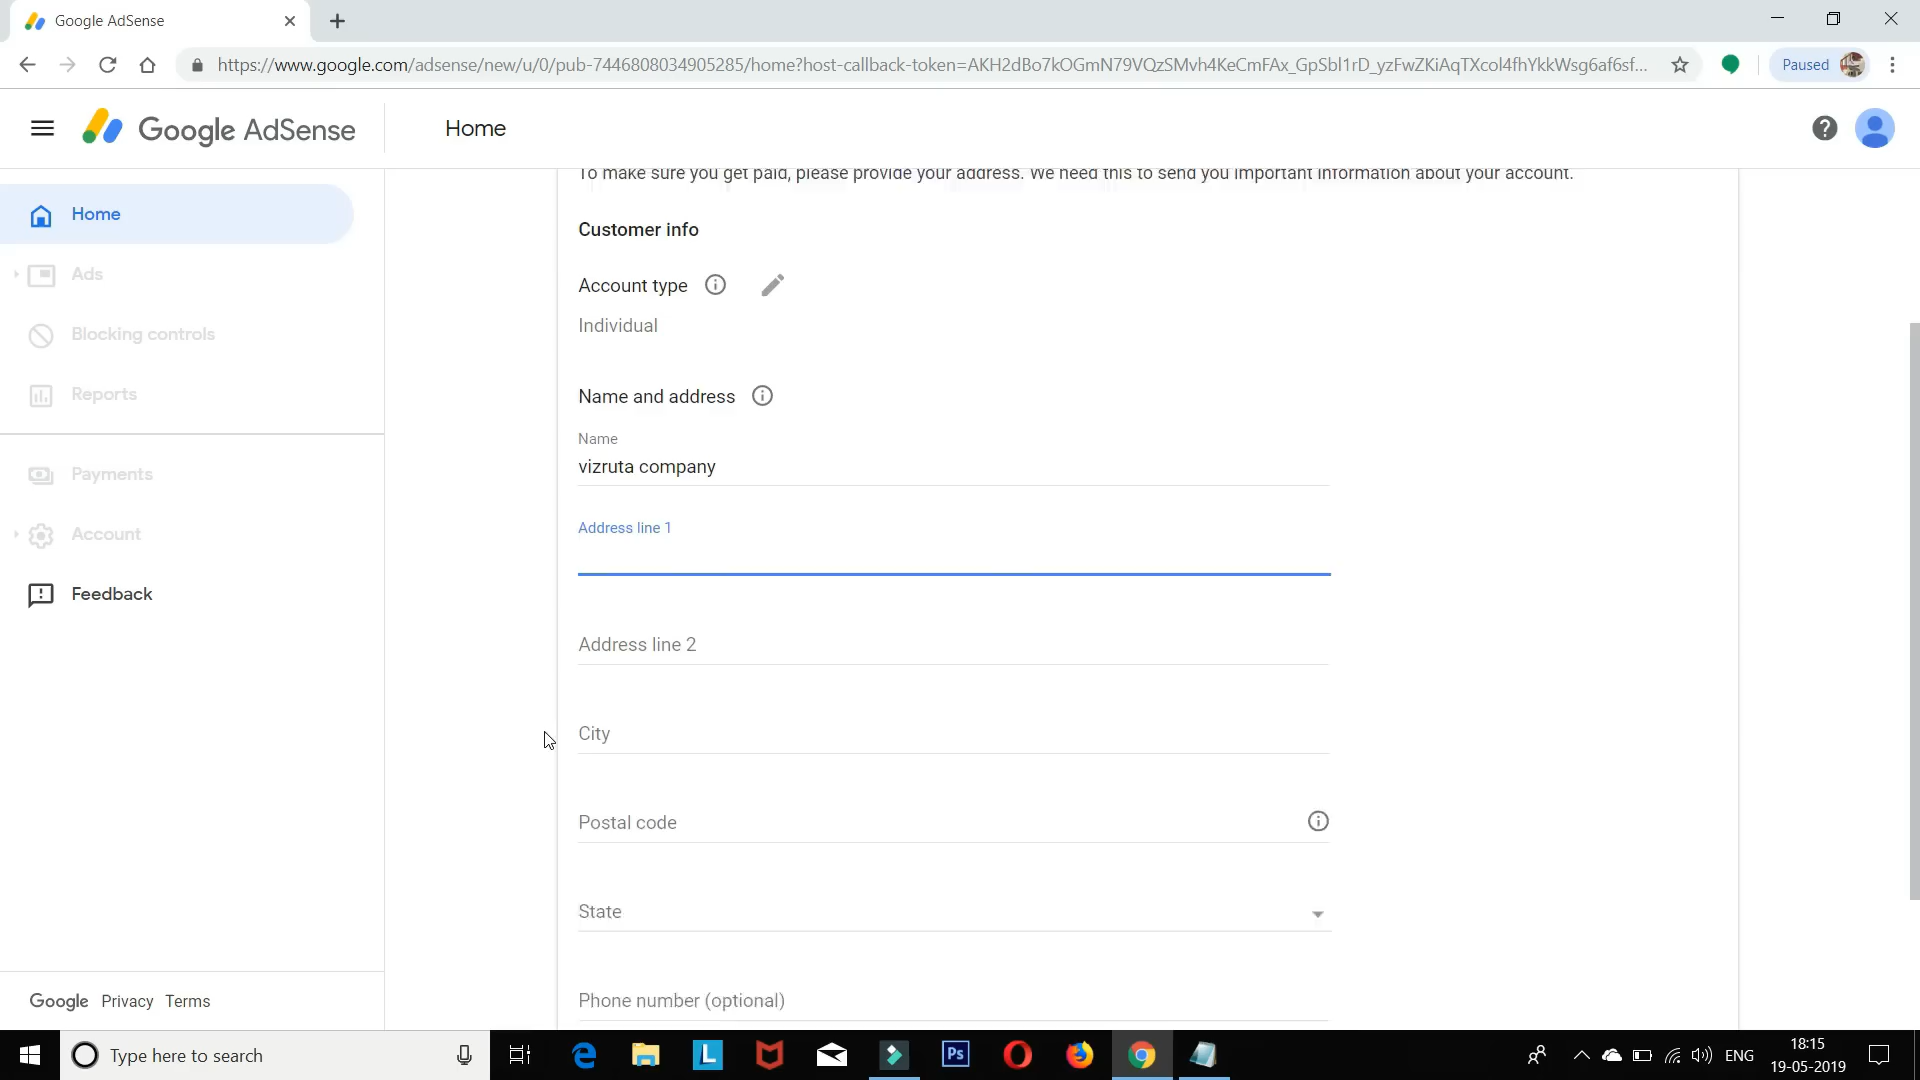 Google AdSense
https://www.google.com/adsense/new/u/0/pub-7446808034905285/home?host-callback-token=AKH2dBo7kOGmN79VQzSMvh4KeCmFAx_GpSbl1rD_yzFwZKiAqTXcol4fhYkkWsg6af6sf...
Paused
Google AdSense
Home
Home
Ads
Blocking controls
Reports
Payments
Account
Feedback
To make sure you get paid, please provide your address. We need this to send you important information about your account.
Customer info
Account type
Individual
Name and address
Name
vizruta company
Address line 1
Address line 2
City
Postal code
State
Phone number (optional)
Google Privacy Terms
Type here to search
L
Ps
ENG
18:15
19-05-2019